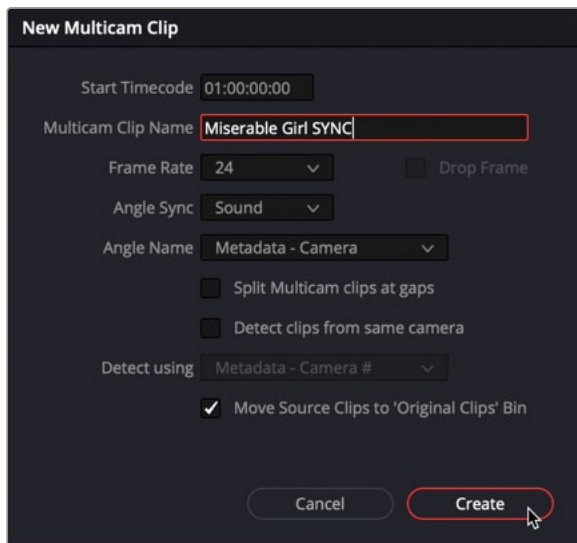 New Multicam Clip
Start Timecode 01:00:00:00
Multicam Clip Name Miserable Girl SYNC
Frame Rate 24 Drop Frame
Angle Sync Sound
Angle Name Metadata - Camera
Split Multicam clips at gaps
Detect clips from same camera
Detect using Metadata - Camera #
Move Source Clips to 'Original Clips' Bin
Cancel Create